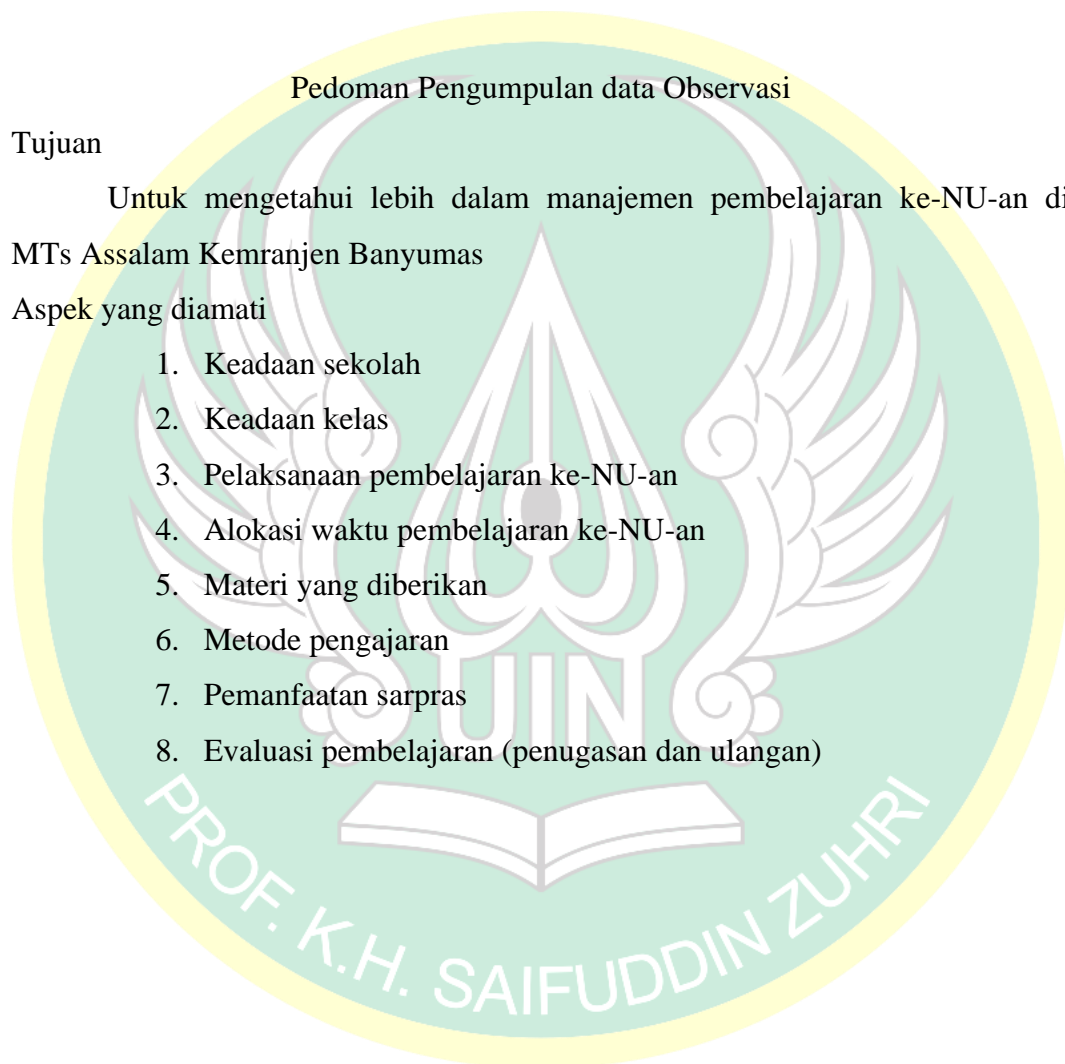 Pedoman Pengumpulan data Observasi
Tujuan
Untuk mengetahui lebih dalam manajemen pembelajaran ke-NU-an di
MTs Assalam Kemranjen Banyumas
Aspek yang diamati
1. Keadaan sekolah
2. Keadaan kelas
3. Pelaksanaan pembelajaran ke-NU-an
4. Alokasi waktu pembelajaran ke-NU-an
5. Materi yang diberikan
6. Metode pengajaran
7. Pemanfaatan sarpras
8. Evaluasi pembelajaran (penugasan dan ulangan)
UIN
PROF. K.H. SAIFUDDIN ZUHRI